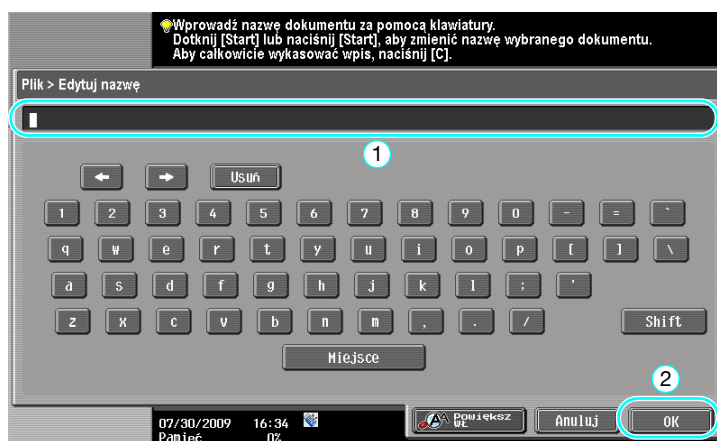 Wprowadź nazwę dokumentu za pomocą klawiatury.
Dotknij [Start] lub naciśnij [Start], aby zmienić nazwę wybranego dokumentu.
Aby całkowicie wykasować wpis, naciśnij [C].
Plik > Edytuj nazwę
1
Usuń
1 2 3 4 5 6 7 8 9 0 - = `
q w e r t y u i o p [ ] \
a s d f g h j k l ; '
z x c v b n m , . / Shift
Miejsce
2
07/30/2009 16:34 Powiększ WŁ Anuluj OK
Pamięć 0%